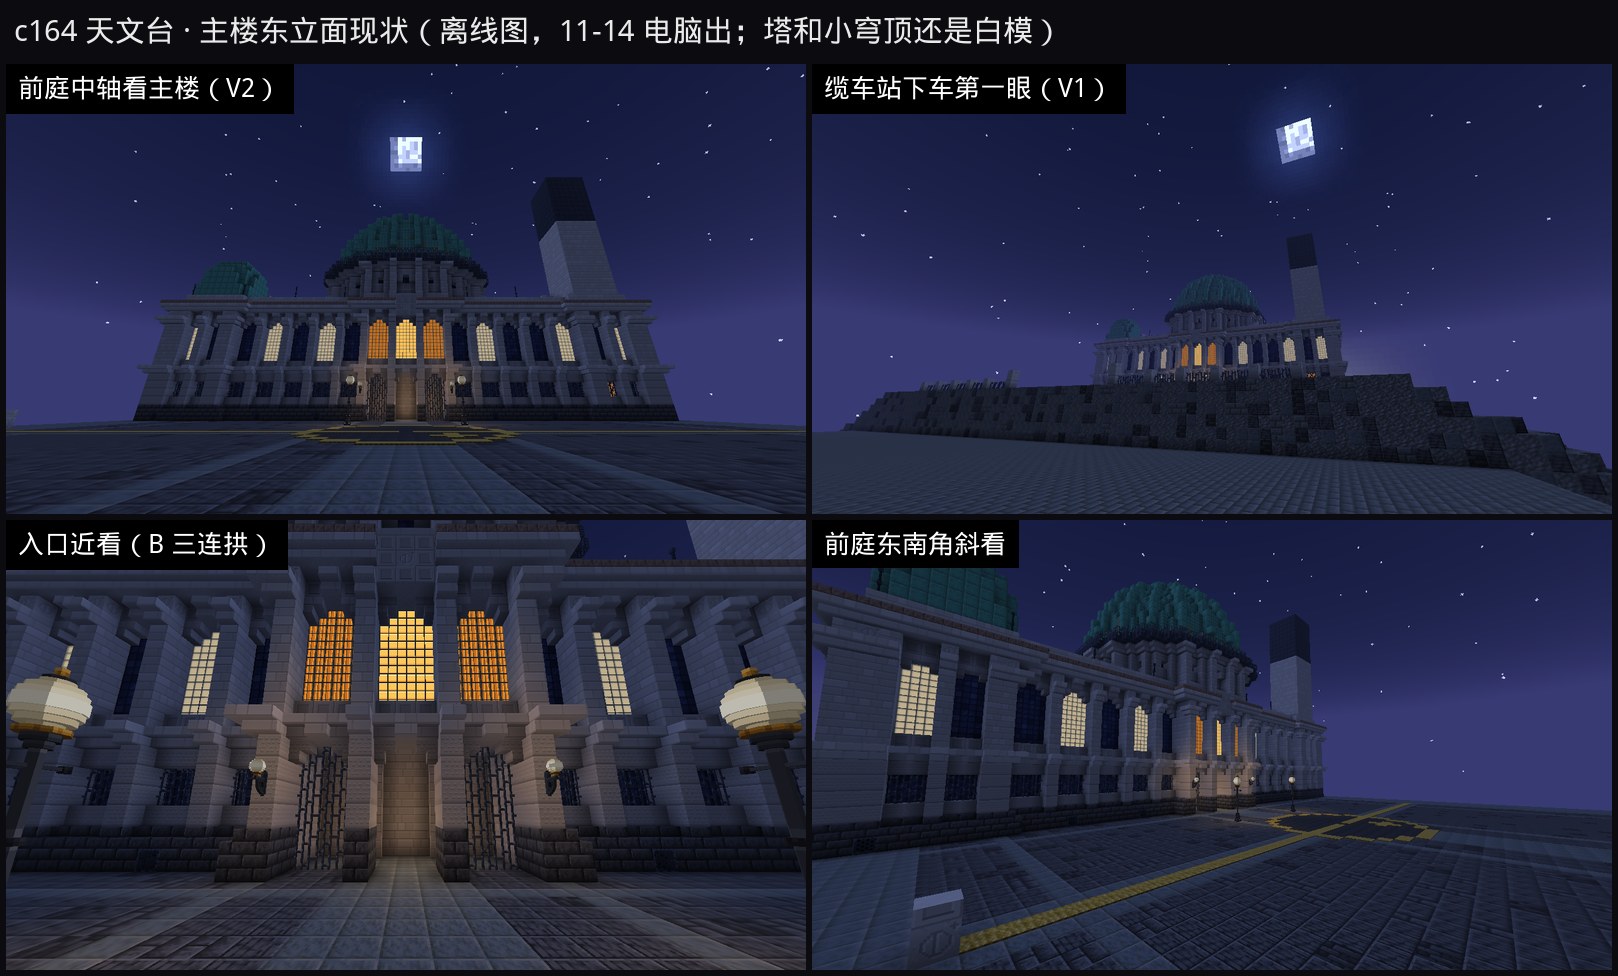 c164 天文台 · 主楼东立面现状（离线图，11-14 电脑出；塔和小穹顶还是白模）
前庭中轴看主楼（V2）
缆车站下车第一眼（V1）
入口近看（B 三连拱）
前庭东南角斜看